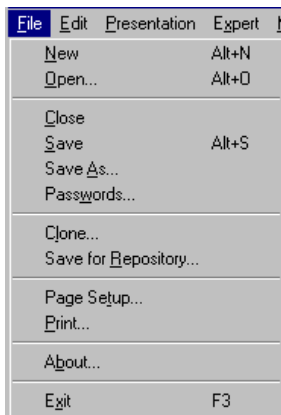 File Edit Presentation Expert
New Alt+N
Open... Alt+O
Close
Save Alt+S
Save As...
Passwords...
Clone...
Save for Repository...
Page Setup...
Print...
About...
Exit F3